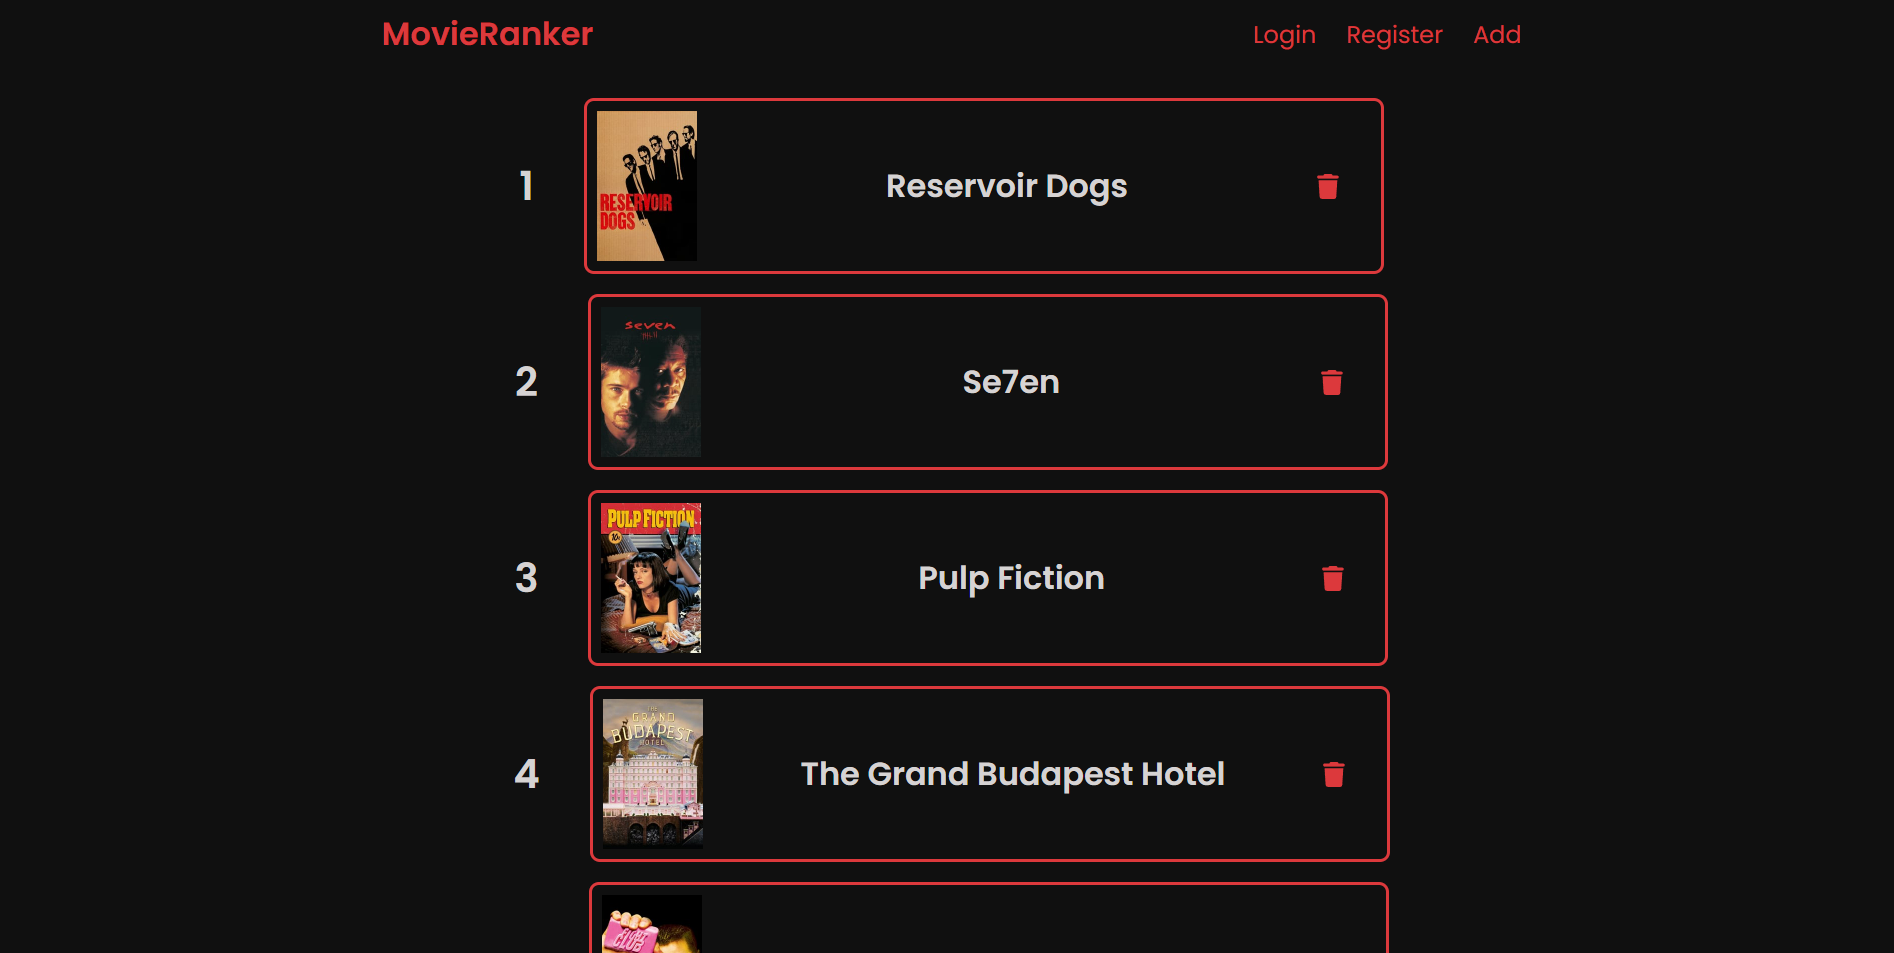 MovieRanker
Login Register Add
1
RESERVOIR
DOGS
Reservoir Dogs
2
seven
Se7en
3
PULP FICTION
10¢
Pulp Fiction
4
THE
GRAND
BUDAPEST
HOTEL
The Grand Budapest Hotel
FIGHT
CLUB